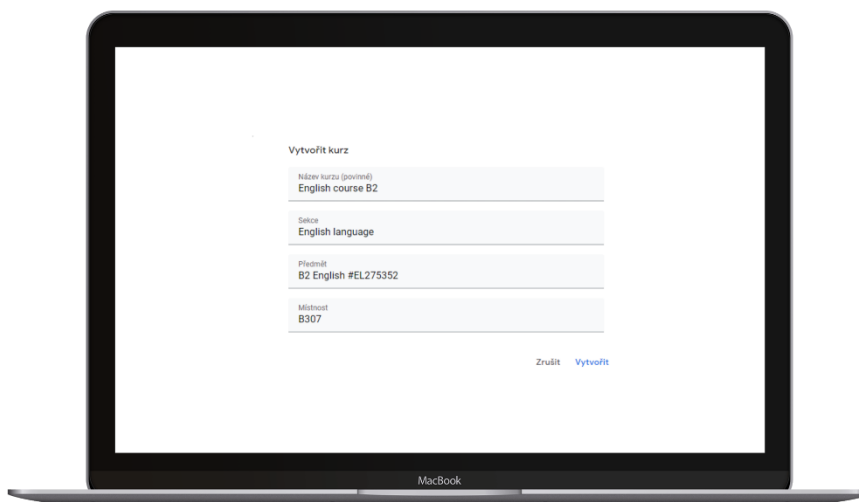 Vytvořit kurz
Název kurzu (povinné)
English course B2
Sekce
English language
Předmět
B2 English #EL275352
Místnost
B307
Zrušit Vytvořit
MacBook